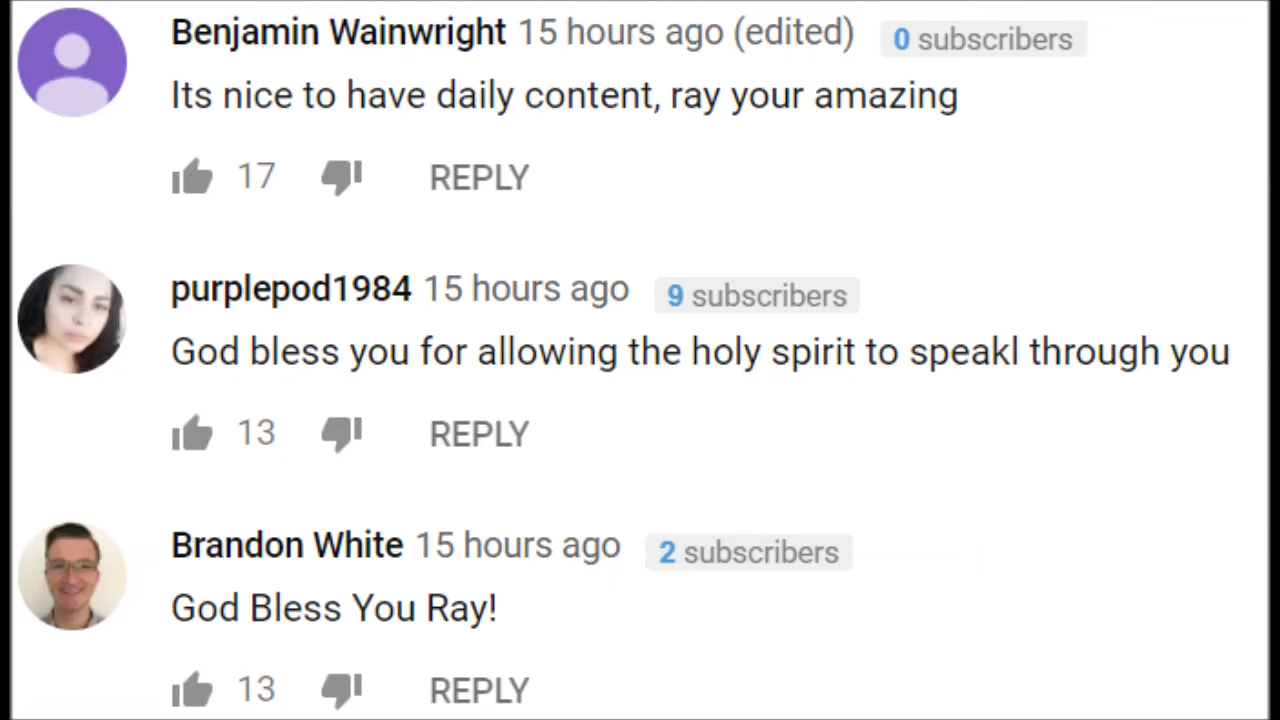 Benjamin Wainwright 15 hours ago (edited) 0 subscribers
Its nice to have daily content, ray your amazing
17 REPLY
purplepod1984 15 hours ago 9 subscribers
God bless you for allowing the holy spirit to speakl through you
13 REPLY
Brandon White 15 hours ago 2 subscribers
God Bless You Ray!
13 REPLY